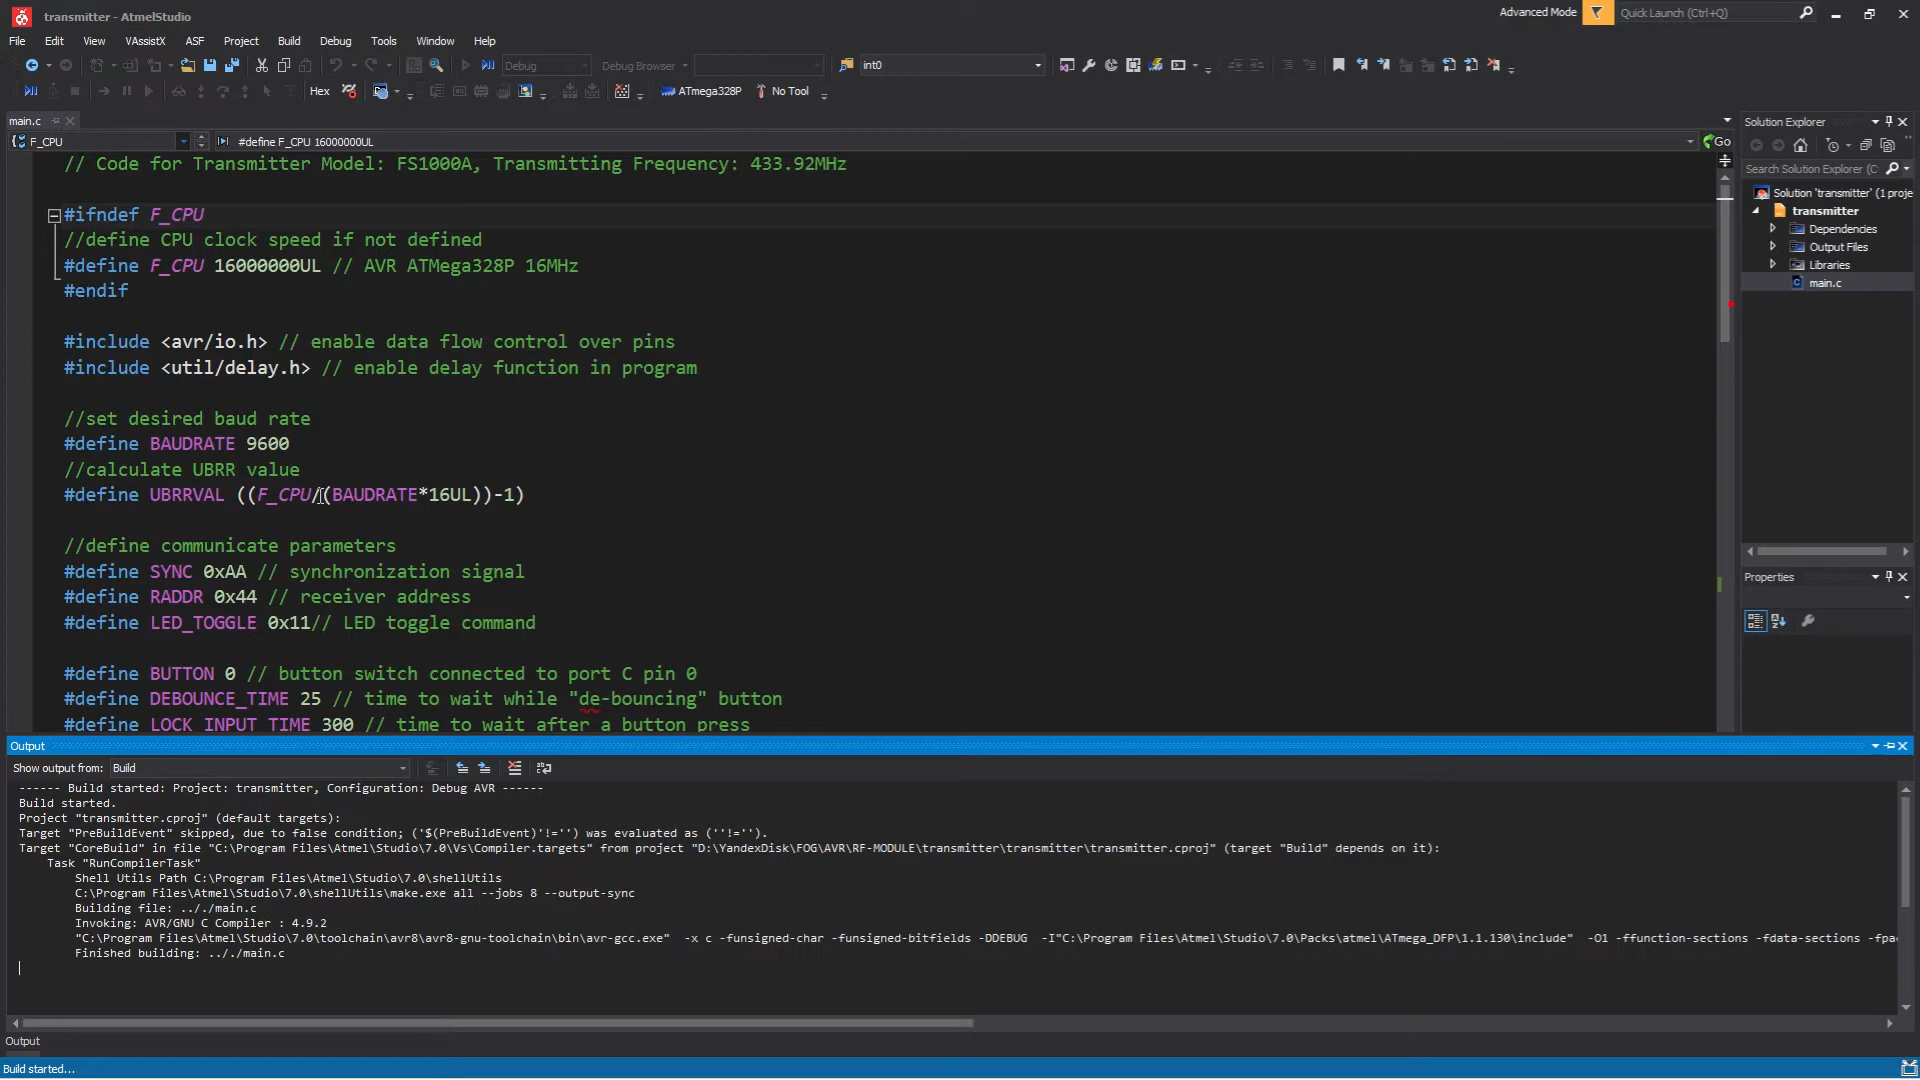 transmitter - AtmelStudio
Advanced Mode
Quick Launch (Ctrl+Q)
File Edit View VAssistX ASF Project Build Debug Tools Window Help
Debug Debug Browser int0
Hex ATmega328P No Tool
main.c
F_CPU #define F_CPU 16000000UL Go
// Code for Transmitter Model: FS1000A, Transmitting Frequency: 433.92MHz
#ifndef F_CPU
//define CPU clock speed if not defined
#define F_CPU 16000000UL // AVR ATMega328P 16MHz
#endif
#include <avr/io.h> // enable data flow control over pins
#include <util/delay.h> // enable delay function in program
//set desired baud rate
#define BAUDRATE 9600
//calculate UBRR value
#define UBRRVAL ((F_CPU/(BAUDRATE*16UL))-1)
//define communicate parameters
#define SYNC 0xAA // synchronization signal
#define RADDR 0x44 // receiver address
#define LED_TOGGLE 0x11// LED toggle command
#define BUTTON 0 // button switch connected to port C pin 0
#define DEBOUNCE_TIME 25 // time to wait while "de-bouncing" button
#define LOCK_INPUT_TIME 300 // time to wait after a button press
Solution Explorer
Search Solution Explorer (C
Solution 'transmitter' (1 proje
transmitter
Dependencies
Output Files
Libraries
main.c
Properties
Output
Show output from: Build
------ Build started: Project: transmitter, Configuration: Debug AVR ------
Build started.
Project "transmitter.cproj" (default targets):
Target "PreBuildEvent" skipped, due to false condition; ('$(PreBuildEvent)'!='') was evaluated as (''!='').
Target "CoreBuild" in file "C:\Program Files\Atmel\Studio\7.0\Vs\Compiler.targets" from project "D:\YandexDisk\FOG\AVR\RF-MODULE\transmitter\transmitter\transmitter.cproj" (target "Build" depends on it):
Task "RunCompilerTask"
Shell Utils Path C:\Program Files\Atmel\Studio\7.0\shellUtils
C:\Program Files\Atmel\Studio\7.0\shellUtils\make.exe all --jobs 8 --output-sync
Building file: .././main.c
Invoking: AVR/GNU C Compiler : 4.9.2
"C:\Program Files\Atmel\Studio\7.0\toolchain\avr8\avr8-gnu-toolchain\bin\avr-gcc.exe" -x c -funsigned-char -funsigned-bitfields -DDEBUG -I"C:\Program Files\Atmel\Studio\7.0\Packs\atmel\ATmega_DFP\1.1.130\include" -O1 -ffunction-sections -fdata-sections -fpac
Finished building: .././main.c
Output
Build started...